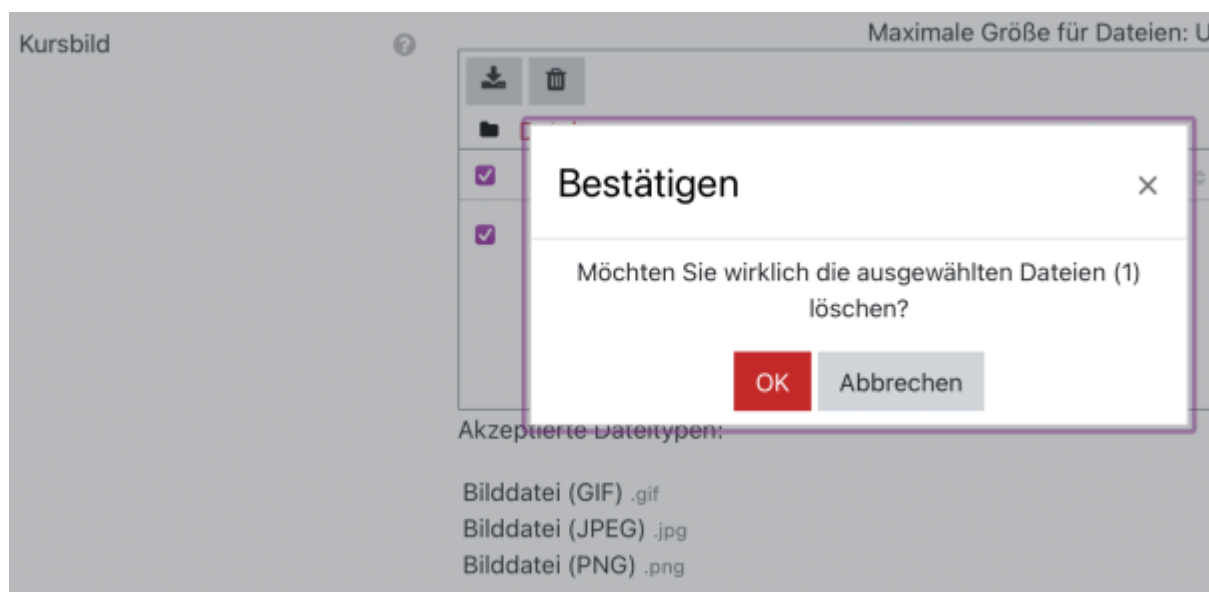 Kursbild
Maximale Größe für Dateien: U
Bestätigen
Möchten Sie wirklich die ausgewählten Dateien (1)
löschen?
OK Abbrechen
Akzeptierte Dateitypen:
Bilddatei (GIF) .gif
Bilddatei (JPEG) .jpg
Bilddatei (PNG) .png